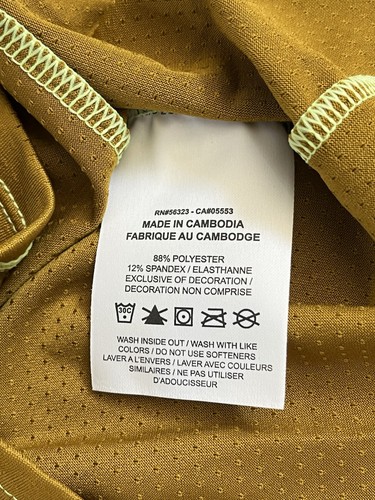 RN#56323 - CA#05553
MADE IN CAMBODIA
FABRIQUE AU CAMBODGE
88% POLYESTER
12% SPANDEX / ELASTHANNE
EXCLUSIVE OF DECORATION /
DECORATION NON COMPRISE
30C
WASH INSIDE OUT / WASH WITH LIKE
COLORS / DO NOT USE SOFTENERS
LAVER A L'ENVERS / LAVER AVEC COULEURS
SIMILAIRES / NE PAS UTILISER
D'ADOUCISSEUR